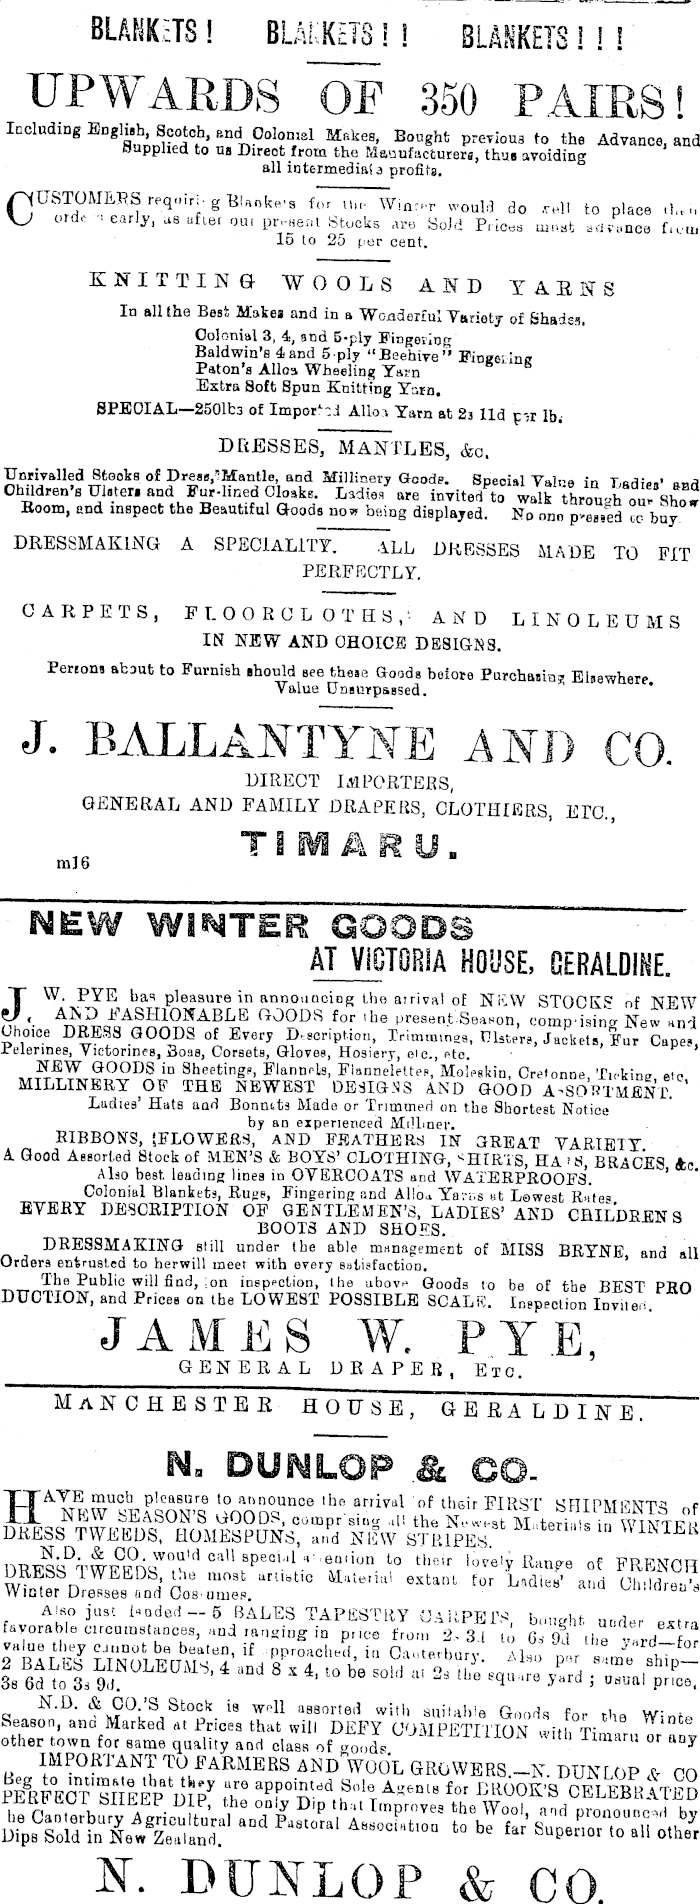 BLANKETS! BLANKETS!! BLANKETS!!!
UPWARDS OF 350 PAIRS!
Including English, Scotch, and Colonial Makes, Bought previous to the Advance, and
Supplied to us Direct from the Manufacturers, thus avoiding
all intermediate profits.
CUSTOMERS requiring Blankets for the Winter would do well to place their
orders early, as after our present Stocks are Sold Prices must advance from
15 to 25 per cent.
KNITTING WOOLS AND YARNS
In all the Best Makes and in a Wonderful Variety of Shades.
Colonial 3, 4, and 5-ply Fingering
Baldwin's 4 and 5-ply "Beehive" Fingering
Paton's Alloa Wheeling Yarn
Extra Soft Spun Knitting Yarn.
SPECIAL—250lbs of Imported Alloa Yarn at 2s 11d per lb.
DRESSES, MANTLES, &c.
Unrivalled Stocks of Dress, Mantle, and Millinery Goods. Special Value in Ladies' and
Children's Ulsters and Fur-lined Cloaks. Ladies are invited to walk through our Show
Room, and inspect the Beautiful Goods now being displayed. No one pressed to buy
DRESSMAKING A SPECIALITY. ALL DRESSES MADE TO FIT
PERFECTLY.
CARPETS, FLOORCLOTHS, AND LINOLEUMS
IN NEW AND CHOICE DESIGNS.
Persons about to Furnish should see these Goods before Purchasing Elsewhere.
Value Unsurpassed.
J. BALLANTYNE AND CO.
DIRECT IMPORTERS,
GENERAL AND FAMILY DRAPERS, CLOTHIERS, ETC.,
TIMARU.
m16
NEW WINTER GOODS
AT VICTORIA HOUSE, GERALDINE.
J. W. PYE has pleasure in announcing the arrival of NEW STOCKS of NEW
AND FASHIONABLE GOODS for the present Season, comprising New and
Choice DRESS GOODS of Every Description, Trimmings, Ulsters, Jackets, Fur Capes,
Pelerines, Victorines, Boas, Corsets, Gloves, Hosiery, etc., etc.
NEW GOODS in Sheetings, Flannels, Flannelettes, Moleskin, Cretonne, Ticking, etc,
MILLINERY OF THE NEWEST DESIGNS AND GOOD ASSORTMENT.
Ladies' Hats and Bonnets Made or Trimmed on the Shortest Notice
by an experienced Milliner.
RIBBONS, FLOWERS, AND FEATHERS IN GREAT VARIETY.
A Good Assorted Stock of MEN'S & BOYS' CLOTHING, SHIRTS, HATS, BRACES, &c.
Also best leading lines in OVERCOATS and WATERPROOFS.
Colonial Blankets, Rugs, Fingering and Alloa Yarns at Lowest Rates.
EVERY DESCRIPTION OF GENTLEMEN'S, LADIES' AND CHILDRENS
BOOTS AND SHOES.
DRESSMAKING still under the able management of MISS BRYNE, and all
Orders entrusted to her will meet with every satisfaction.
The Public will find, on inspection, the above Goods to be of the BEST PRO
DUCTION, and Prices on the LOWEST POSSIBLE SCALE. Inspection Invited.
JAMES W. PYE,
GENERAL DRAPER, ETC.
MANCHESTER HOUSE, GERALDINE.
N. DUNLOP & CO.
HAVE much pleasure to announce the arrival of their FIRST SHIPMENTS of
NEW SEASON'S GOODS, comprising all the Newest Materials in WINTER
DRESS TWEEDS, HOMESPUNS, and NEW STRIPES.
N.D. & CO. would call special attention to their lovely Range of FRENCH
DRESS TWEEDS, the most artistic Material extant for Ladies' and Children's
Winter Dresses and Costumes.
Also just landed—5 BALES TAPESTRY CARPETS, bought under extra
favorable circumstances, and ranging in price from 2s 3d to 6s 9d the yard—for
value they cannot be beaten, if approached, in Canterbury. Also per same ship—
2 BALES LINOLEUMS, 4 and 8 x 4, to be sold at 2s the square yard; usual price,
3s 6d to 3s 9d.
N.D. & CO.'S Stock is well assorted with suitable Goods for the Winte
Season, and Marked at Prices that will DEFY COMPETITION with Timaru or any
other town for same quality and class of goods.
IMPORTANT TO FARMERS AND WOOL GROWERS.—N. DUNLOP & CO
Beg to intimate that they are appointed Sole Agents for BROOK'S CELEBRATED
PERFECT SHEEP DIP, the only Dip that Improves the Wool, and pronounced by
he Canterbury Agricultural and Pastoral Association to be far Superior to all other
Dips Sold in New Zealand.
N. DUNLOP & CO.